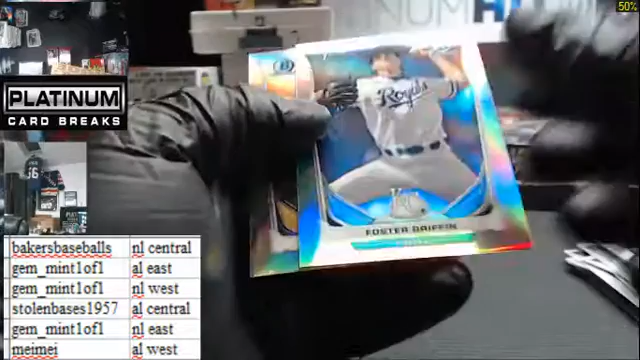 50%
PLATINUM
CARD BREAKS
Royals
FOSTER GRIFFIN
bakersbaseballs nl central
gem_mint1of1 al east
gem_mint1of1 nl west
stolenbases1957 al central
gem_mint1of1 nl east
meimei al west